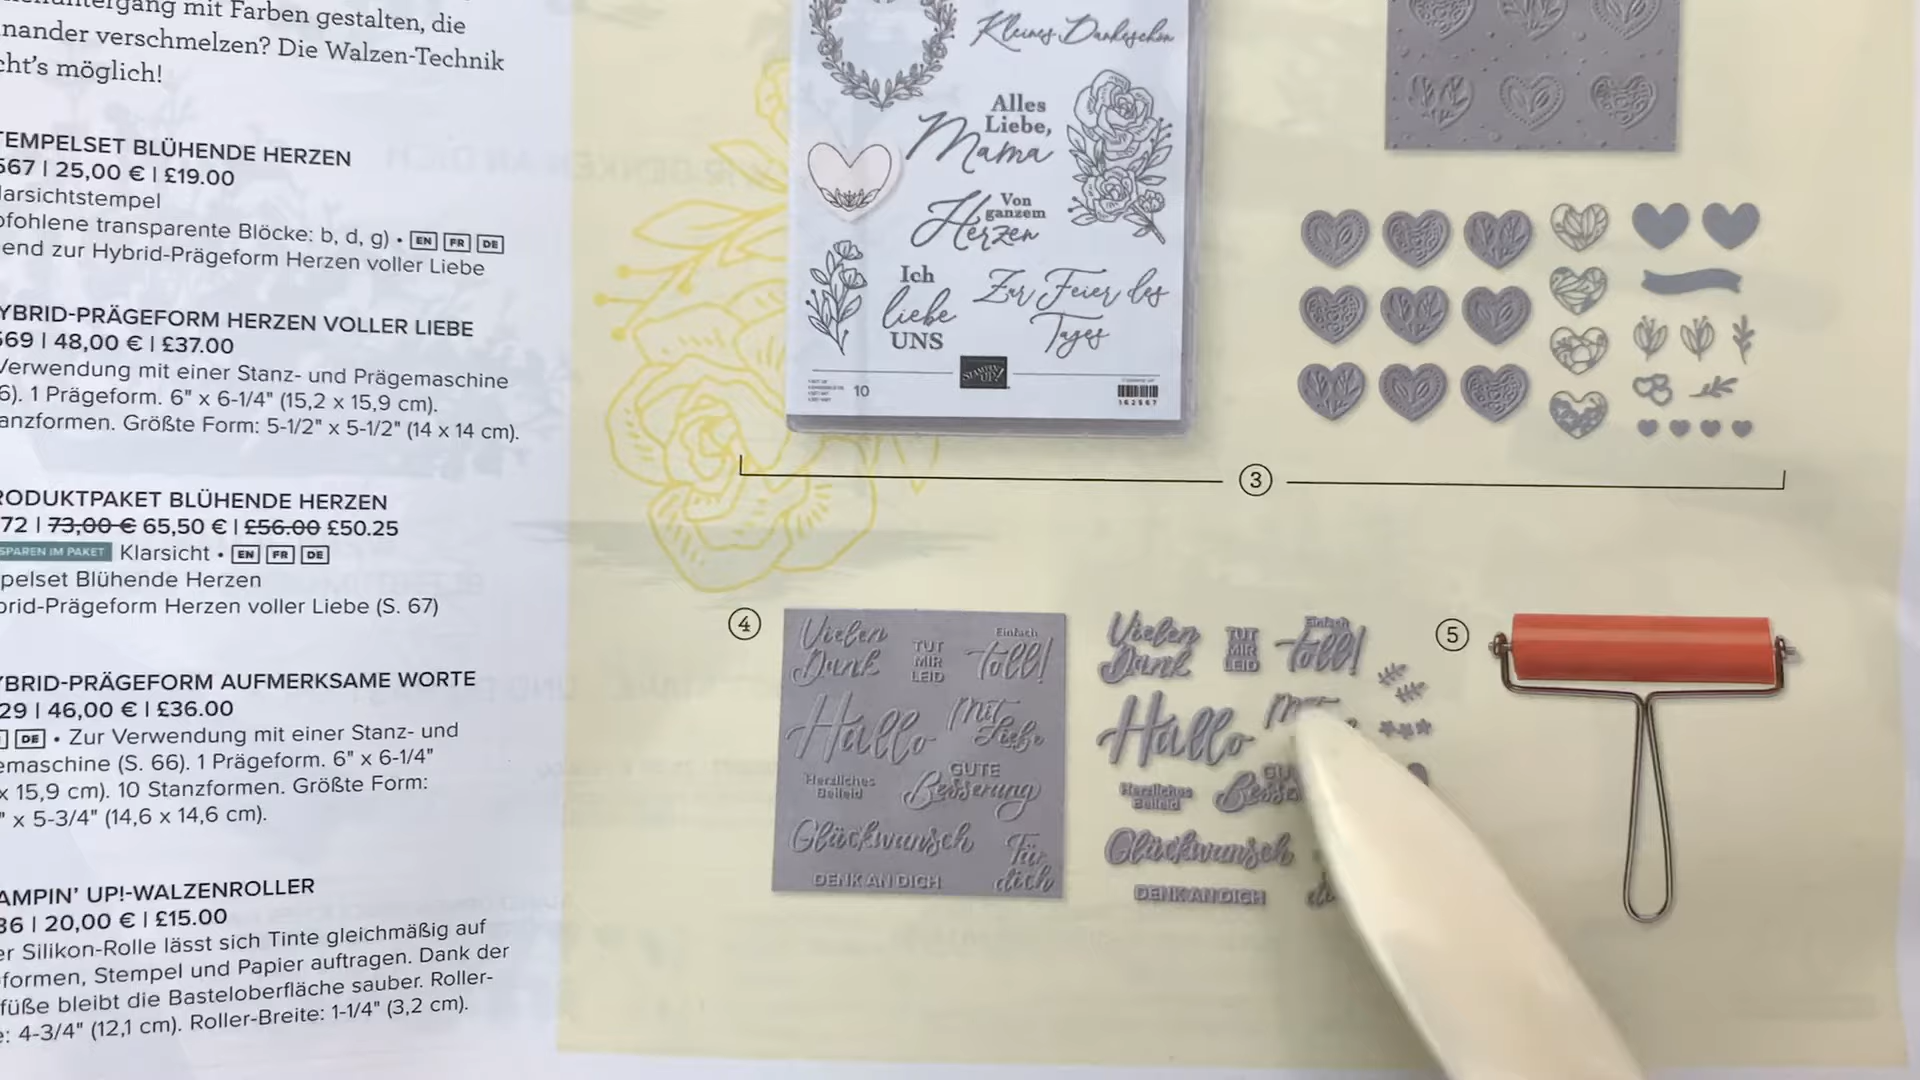 mit Farben gestalten, die
nander verschmelzen? Die Walzen-Technik
cht's möglich!
TEMPELSET BLÜHENDE HERZEN
567 | 25,00 € | £19.00
larsichtstempel
ofohlene transparente Blöcke: b, d, g) • EN FR DE
end zur Hybrid-Prägeform Herzen voller Liebe
YBRID-PRÄGEFORM HERZEN VOLLER LIEBE
569 | 48,00 € | £37.00
Verwendung mit einer Stanz- und Prägemaschine
6). 1 Prägeform. 6" x 6-1/4" (15,2 x 15,9 cm).
anzformen. Größte Form: 5-1/2" x 5-1/2" (14 x 14 cm).
RODUKTPAKET BLÜHENDE HERZEN
72 | 73,00 € 65,50 € | £56.00 £50.25
SPAREN IM PAKET Klarsicht • EN FR DE
pelset Blühende Herzen
brid-Prägeform Herzen voller Liebe (S. 67)
YBRID-PRÄGEFORM AUFMERKSAME WORTE
29 | 46,00 € | £36.00
DE • Zur Verwendung mit einer Stanz- und
emaschine (S. 66). 1 Prägeform. 6" x 6-1/4"
x 15,9 cm). 10 Stanzformen. Größte Form:
" x 5-3/4" (14,6 x 14,6 cm).
AMPIN' UP!-WALZENROLLER
36 | 20,00 € | £15.00
er Silikon-Rolle lässt sich Tinte gleichmäßig auf
formen, Stempel und Papier auftragen. Dank der
füße bleibt die Basteloberfläche sauber. Roller-
e: 4-3/4" (12,1 cm). Roller-Breite: 1-1/4" (3,2 cm).
Kleines Dankeschön
Alles
Liebe,
Mama
Von
ganzem
Herzen
Ich
liebe
UNS
Zur Feier des
Tages
STAMPIN' UP!
10
162567
3
4
Vielen
Dank
TUT
MIR
LEID
Einfach
toll!
Hallo
Mit
Liebe
Herzliches
Beileid
GUTE
Besserung
Glückwunsch
Für
dich
DENK AN DICH
Vielen
Dank
TUT
MIR
LEID
Einfach
toll!
Hallo
Herzliches
Beileid
Glückwunsch
DENK AN DICH
5